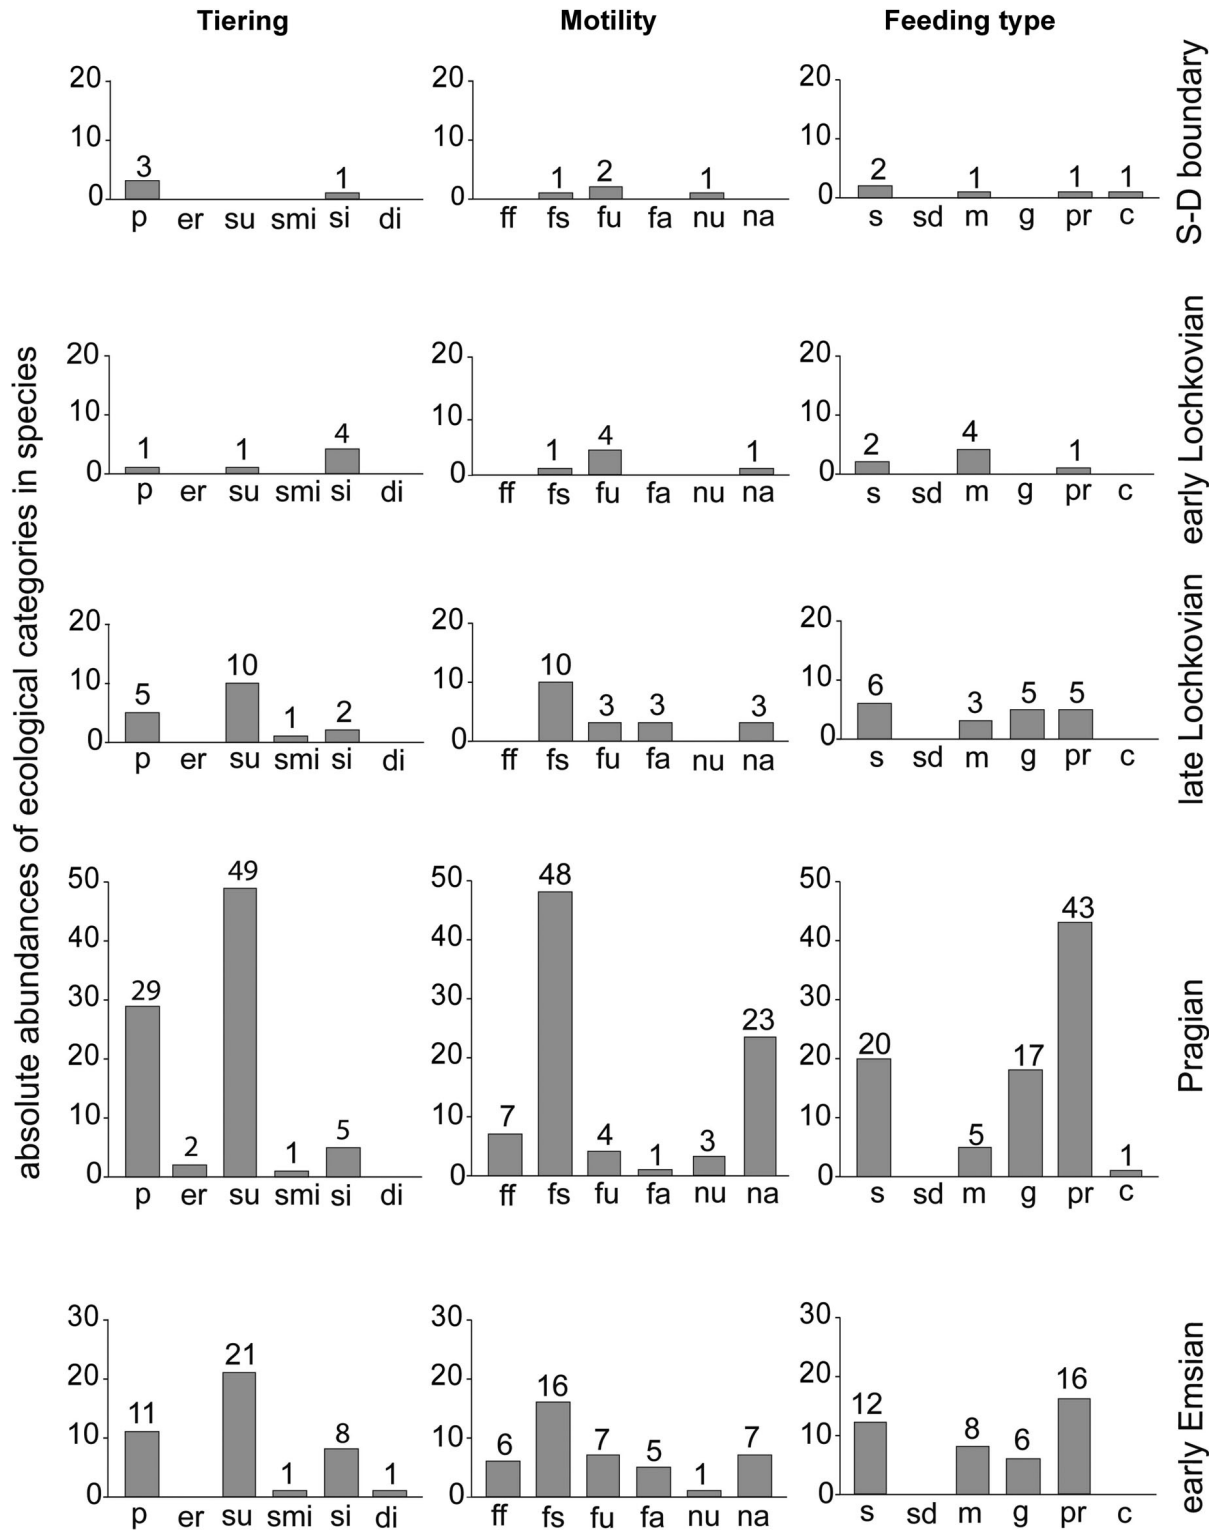 Tiering Motility Feeding type
absolute abundances of ecological categories in species
S-D boundary
20 20 20
10 10 10
3 1 1 2 1 2 1 1 1
0 0 0
p er su smi si di ff fs fu fa nu na s sd m g pr c
early Lochkovian
20 20 20
10 10 10
1 1 4 1 4 1 2 4 1
0 0 0
p er su smi si di ff fs fu fa nu na s sd m g pr c
late Lochkovian
20 20 20
10 10 10
5 10 1 2 10 3 3 3 6 3 5 5
0 0 0
p er su smi si di ff fs fu fa nu na s sd m g pr c
Pragian
50 50 50
40 40 40
30 30 30
20 20 20
10 10 10
0 0 0
29 2 49 1 5 7 48 4 1 3 23 20 5 17 43 1
p er su smi si di ff fs fu fa nu na s sd m g pr c
early Emsian
30 30 30
20 20 20
10 10 10
0 0 0
11 21 1 8 1 6 16 7 5 1 7 12 8 6 16
p er su smi si di ff fs fu fa nu na s sd m g pr c